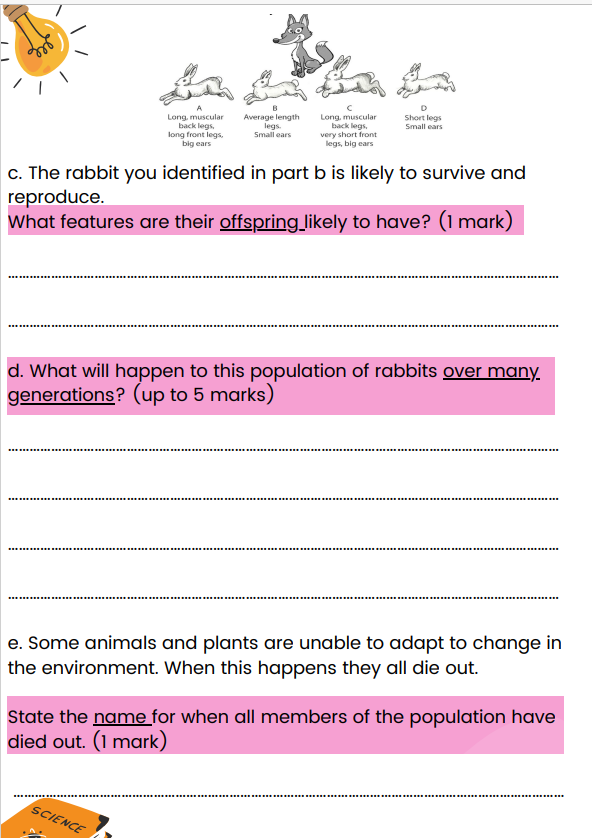 A
Long, muscular
back legs,
long front legs,
big ears
B
Average length
legs.
Small ears
C
Long, muscular
back legs,
very short front
legs, big ears
D
Short legs
Small ears
c. The rabbit you identified in part b is likely to survive and
reproduce.
What features are their offspring likely to have? (1 mark)
d. What will happen to this population of rabbits over many
generations? (up to 5 marks)
e. Some animals and plants are unable to adapt to change in
the environment. When this happens they all die out.
State the name for when all members of the population have
died out. (1 mark)
SCIENCE